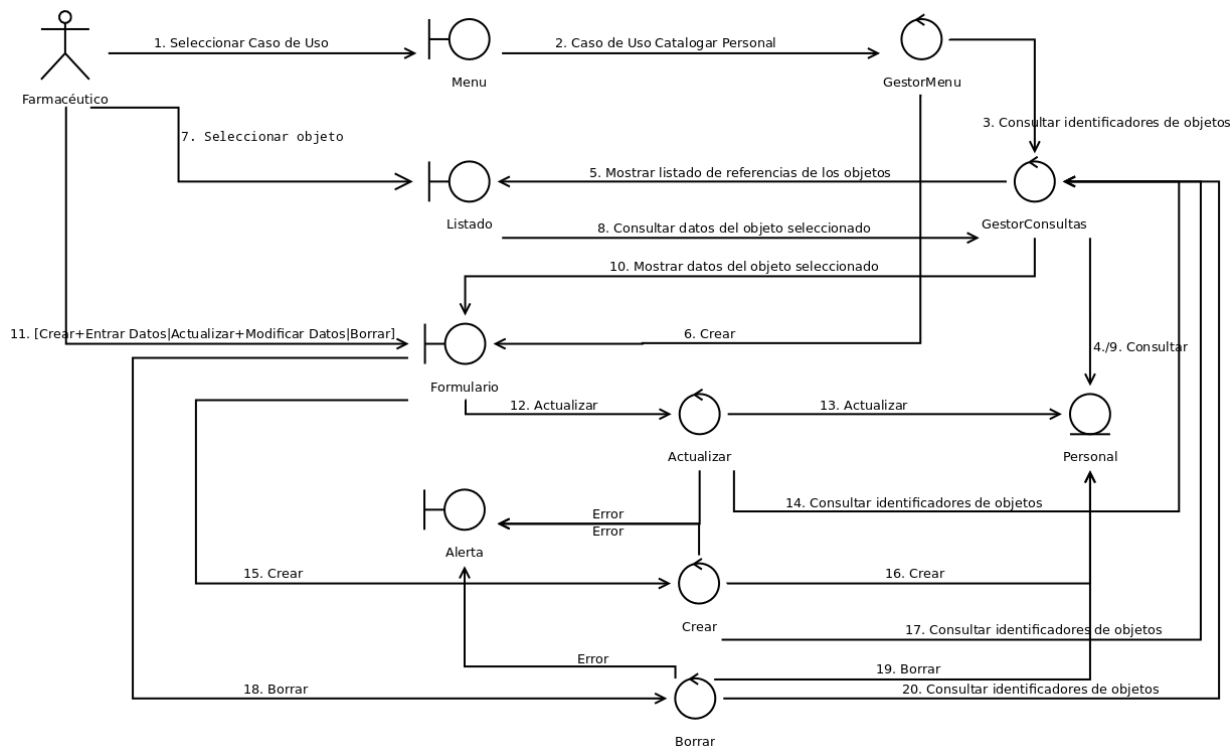 1. Seleccionar Caso de Uso
2. Caso de Uso Catalogar Personal
Menu
GestorMenu
Farmacéutico
3. Consultar identificadores de objetos
7. Seleccionar objeto
5. Mostrar listado de referencias de los objetos
Listado
GestorConsultas
8. Consultar datos del objeto seleccionado
10. Mostrar datos del objeto seleccionado
11. [Crear+Entrar Datos|Actualizar+Modificar Datos|Borrar]
6. Crear
4./9. Consultar
Formulario
12. Actualizar
13. Actualizar
Actualizar
Personal
14. Consultar identificadores de objetos
Error
Error
Alerta
15. Crear
16. Crear
Crear
17. Consultar identificadores de objetos
Error
19. Borrar
18. Borrar
20. Consultar identificadores de objetos
Borrar